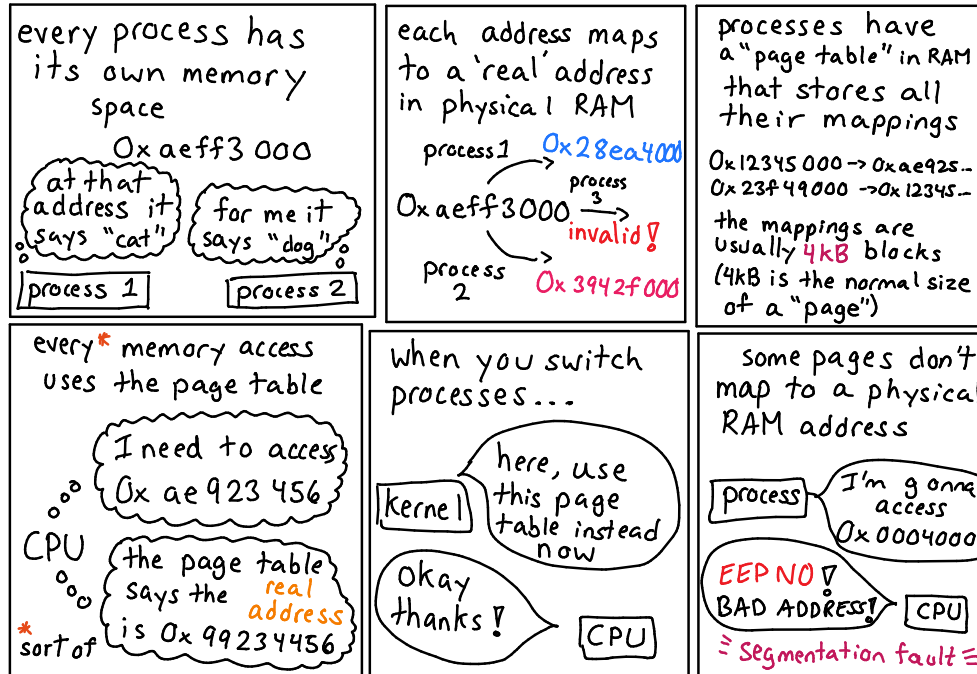 every process has
its own memory
space
0x aeff3 000
at that
address it
says "cat"
for me it
says "dog"
process 1
process 2
each address maps
to a 'real' address
in physical RAM
process 1
0x28ea4000
0xaeff3000
process
3
invalid!
process
2
0x3942f000
processes have
a "page table" in RAM
that stores all
their mappings
0x12345000 → 0xae925...
0x23f49000 → 0x12345...
the mappings are
usually 4kB blocks
(4kB is the normal size
of a "page")
every* memory access
uses the page table
I need to access
0x ae 923 456
CPU
the page table
says the real
address
is 0x 99234456
*
sort of
when you switch
processes...
kernel
here, use
this page
table instead
now
okay
thanks!
CPU
some pages don't
map to a physical
RAM address
process
I'm gonna
access
0x0004000
EEP NO!
BAD ADDRESS!
CPU
segmentation fault